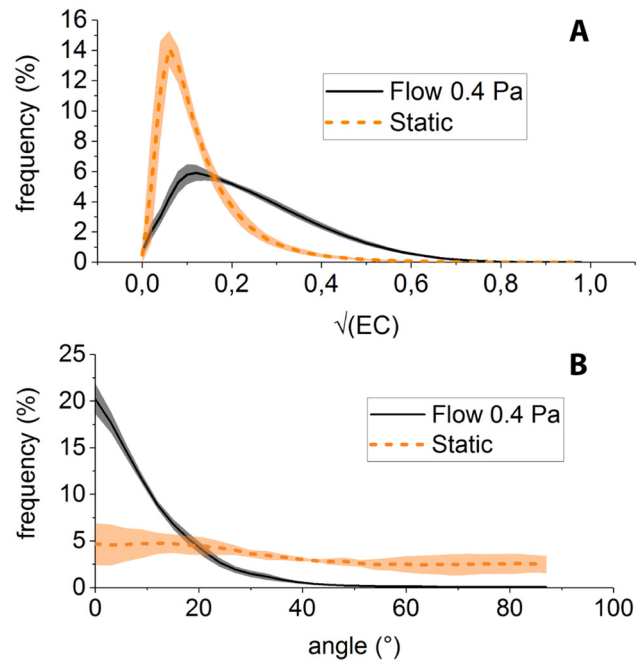 A
16
14
12
10
8
6
4
2
0
frequency (%)
Flow 0.4 Pa
Static
0,0 0,2 0,4 0,6 0,8 1,0
√(EC)
B
25
20
15
10
5
0
frequency (%)
Flow 0.4 Pa
Static
0 20 40 60 80 100
angle (°)